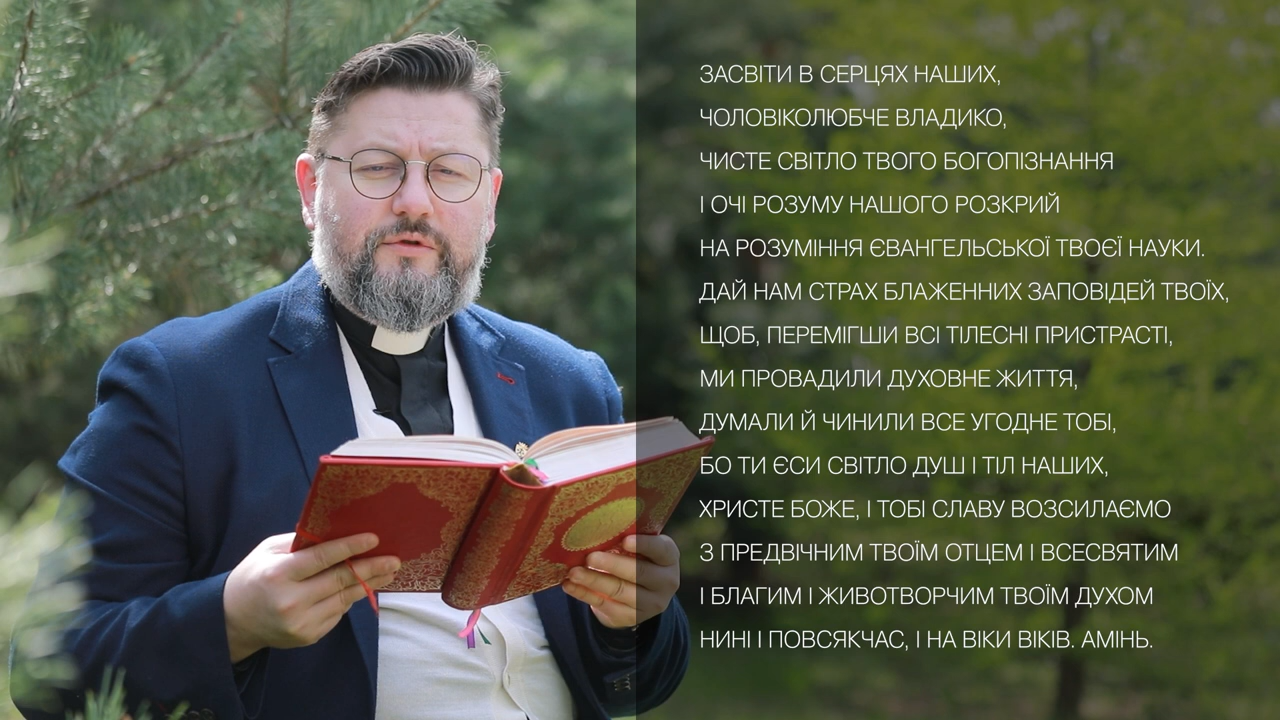 ЗАСВІТИ В СЕРЦЯХ НАШИХ,
ЧОЛОВІКОЛЮБЧЕ ВЛАДИКО,
ЧИСТЕ СВІТЛО ТВОГО БОГОПІЗНАННЯ
І ОЧІ РОЗУМУ НАШОГО РОЗКРИЙ
НА РОЗУМІННЯ ЄВАНГЕЛЬСЬКОЇ ТВОЄЇ НАУКИ.
ДАЙ НАМ СТРАХ БЛАЖЕННИХ ЗАПОВІДЕЙ ТВОЇХ,
ЩОБ, ПЕРЕМІГШИ ВСІ ТІЛЕСНІ ПРИСТРАСТІ,
МИ ПРОВАДИЛИ ДУХОВНЕ ЖИТТЯ,
ДУМАЛИ Й ЧИНИЛИ ВСЕ УГОДНЕ ТОБІ,
БО ТИ ЄСИ СВІТЛО ДУШ І ТІЛ НАШИХ,
ХРИСТЕ БОЖЕ, І ТОБІ СЛАВУ ВОЗСИЛАЄМО
З ПРЕДВІЧНИМ ТВОЇМ ОТЦЕМ І ВСЕСВЯТИМ
І БЛАГИМ І ЖИВОТВОРЧИМ ТВОЇМ ДУХОМ
НИНІ І ПОВСЯКЧАС, І НА ВІКИ ВІКІВ. АМІНЬ.